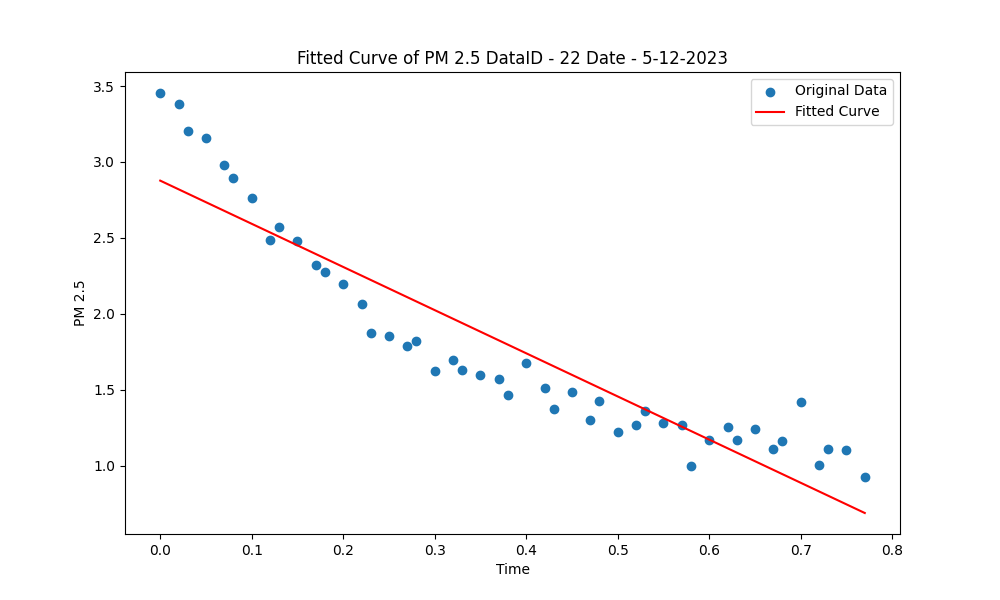 Fitted Curve of PM 2.5 DataID - 22 Date - 5-12-2023
Original Data
Fitted Curve
3.5
3.0
2.5
2.0
1.5
1.0
PM 2.5
0.0 0.1 0.2 0.3 0.4 0.5 0.6 0.7 0.8
Time